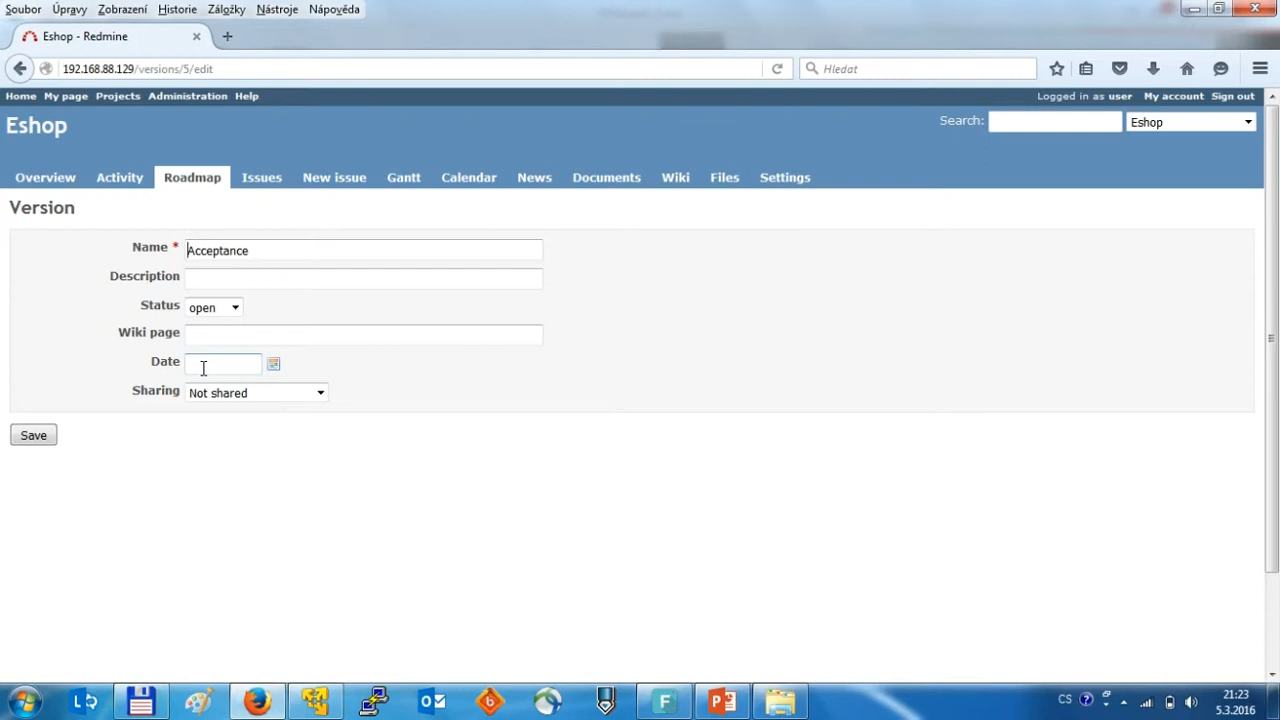 Soubor Úpravy Zobrazení Historie Záložky Nástroje Nápověda
Eshop - Redmine
192.168.88.129/versions/5/edit
Hledat
Home My page Projects Administration Help
Logged in as user My account Sign out
Eshop
Search:
Eshop
Overview Activity Roadmap Issues New issue Gantt Calendar News Documents Wiki Files Settings
Version
Name * Acceptance
Description
Status open
Wiki page
Date
Sharing Not shared
Save
CS
21:23
5.3.2016